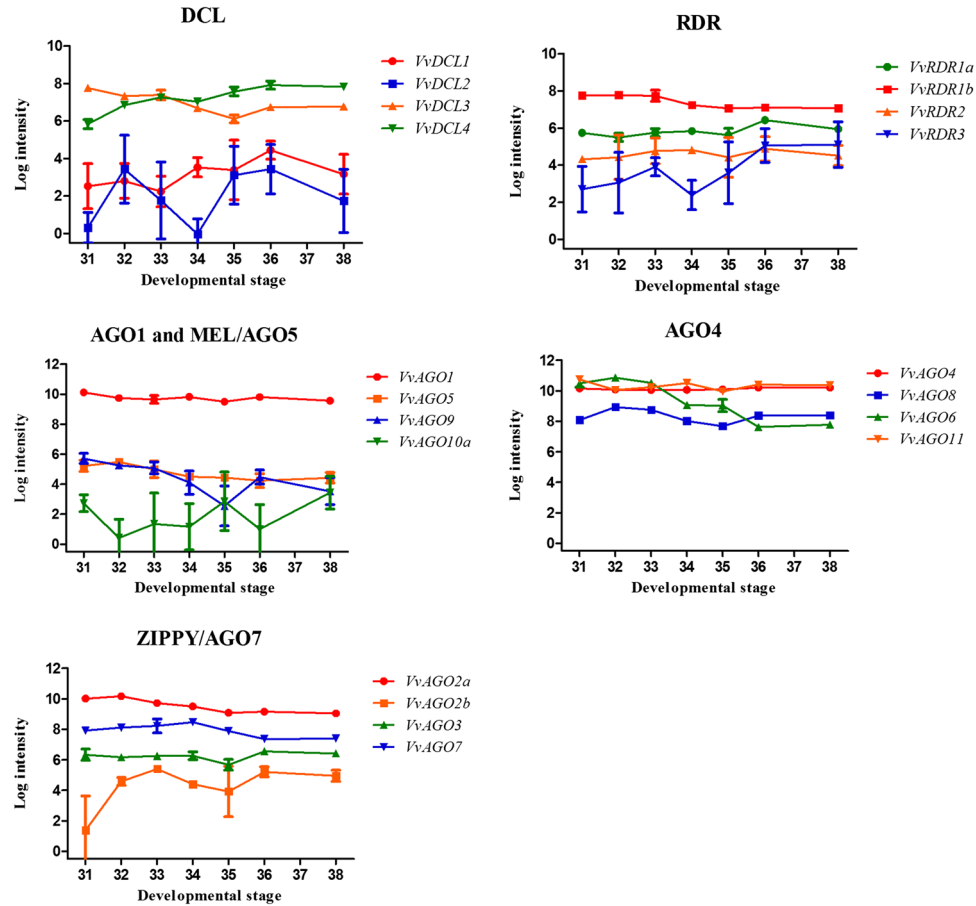 DCL
10
8
6
4
2
0
Log intensity
31 32 33 34 35 36 37 38
Developmental stage
VvDCL1
VvDCL2
VvDCL3
VvDCL4
RDR
10
8
6
4
2
0
Log intensity
31 32 33 34 35 36 37 38
Developmental stage
VvRDR1a
VvRDR1b
VvRDR2
VvRDR3
AGO1 and MEL/AGO5
12
10
8
6
4
2
0
Log intensity
31 32 33 34 35 36 37 38
Developmental stage
VvAGO1
VvAGO5
VvAGO9
VvAGO10a
AGO4
12
10
8
6
4
2
0
Log intensity
31 32 33 34 35 36 37 38
Developmental stage
VvAGO4
VvAGO8
VvAGO6
VvAGO11
ZIPPY/AGO7
12
10
8
6
4
2
0
Log intensity
31 32 33 34 35 36 37 38
Developmental stage
VvAGO2a
VvAGO2b
VvAGO3
VvAGO7